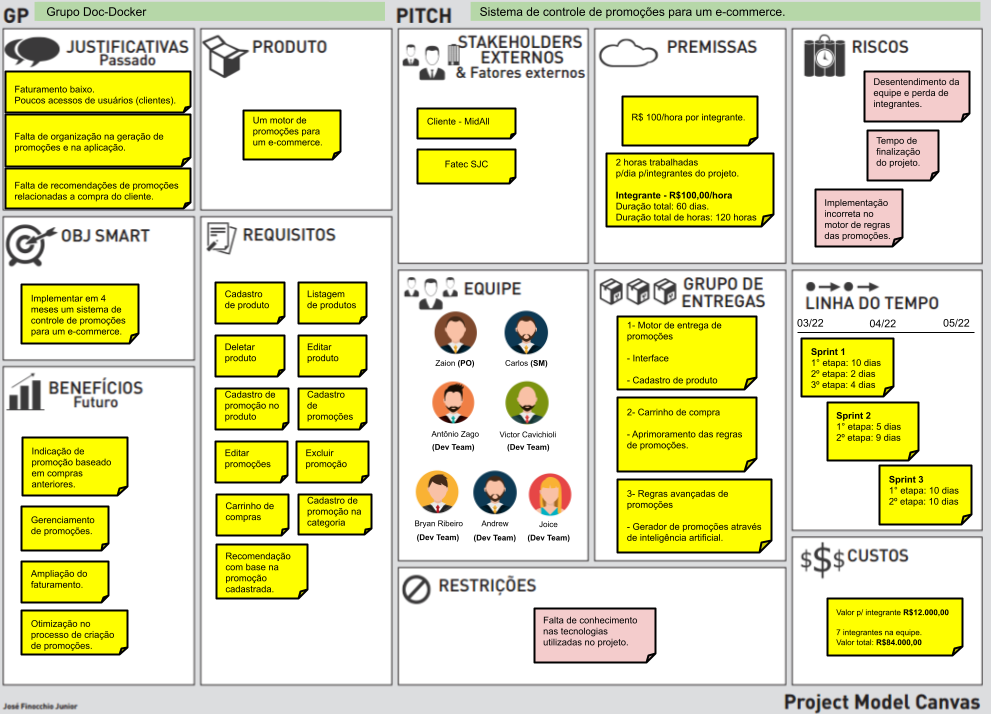 GP
Grupo Doc-Docker
PITCH
Sistema de controle de promoções para um e-commerce.
JUSTIFICATIVAS
Passado
Faturamento baixo.
Poucos acessos de usuários (clientes).
Falta de organização na geração de
promoções e na aplicação.
Falta de recomendações de promoções
relacionadas a compra do cliente.
PRODUTO
Um motor de
promoções para
um e-commerce.
STAKEHOLDERS
EXTERNOS
& Fatores externos
Cliente - MidAll
Fatec SJC
PREMISSAS
R$ 100/hora por integrante.
2 horas trabalhadas
p/dia p/integrantes do projeto.
Integrante - R$100,00/hora
Duração total: 60 dias.
Duração total de horas: 120 horas
RISCOS
Desentendimento da
equipe e perda de
integrantes.
Tempo de
finalização
do projeto.
Implementação
incorreta no
motor de regras
das promoções.
OBJ SMART
Implementar em 4
meses um sistema de
controle de promoções
para um e-commerce.
REQUISITOS
Cadastro
de produto
Listagem
de produtos
Deletar
produto
Editar
produto
Cadastro de
promoção no
produto
Cadastro
de
promoções
Editar
promoções
Excluir
promoção
Carrinho de
compras
Cadastro de
promoção na
categoria
Recomendação
com base na
promoção
cadastrada.
EQUIPE
Zaion (PO)
Carlos (SM)
Antônio Zago
(Dev Team)
Victor Cavichioli
(Dev Team)
Bryan Ribeiro
(Dev Team)
Andrew
(Dev Team)
Joice
(Dev Team)
GRUPO DE
ENTREGAS
1- Motor de entrega de
promoções
- Interface
- Cadastro de produto
2- Carrinho de compra
- Aprimoramento das regras
de promoções.
3- Regras avançadas de
promoções
- Gerador de promoções através
de inteligência artificial.
LINHA DO TEMPO
03/22 04/22 05/22
Sprint 1
1° etapa: 10 dias
2º etapa: 2 dias
3º etapa: 4 dias
Sprint 2
1° etapa: 5 dias
2º etapa: 9 dias
Sprint 3
1° etapa: 10 dias
2º etapa: 10 dias
BENEFÍCIOS
Futuro
Indicação de
promoção baseado
em compras
anteriores.
Gerenciamento
de promoções.
Ampliação do
faturamento.
Otimização no
processo de criação
de promoções.
RESTRIÇÕES
Falta de conhecimento
nas tecnologias
utilizadas no projeto.
$$$ CUSTOS
Valor p/ integrante R$12.000,00
7 integrantes na equipe.
Valor total: R$84.000,00
José Finocchio Junior
Project Model Canvas